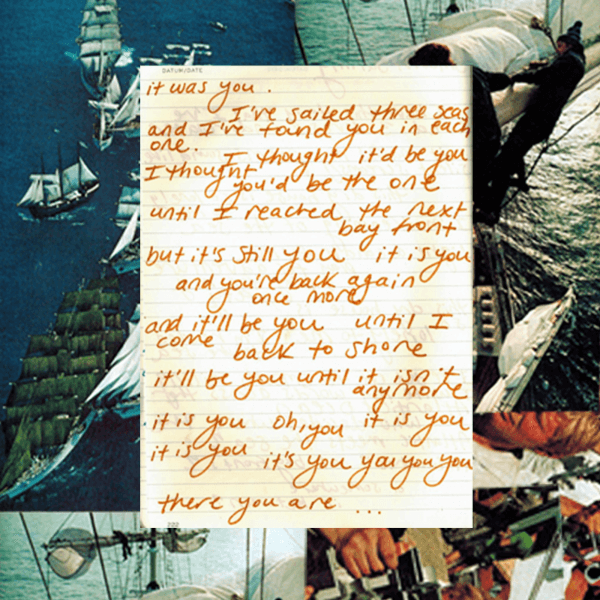 DATUM/DATE
it was you.
I've sailed three seas
and I've found you in each
one.
I thought it'd be you
I thought
you'd be the one
until I reached the next
bay front
but it's still you it is you
and you're back again
once more
and it'll be you until I
come
back to shore
it'll be you until it isn't
anymore
it is you oh, you it is you
it is you
it's you you you you
there you are ...
222